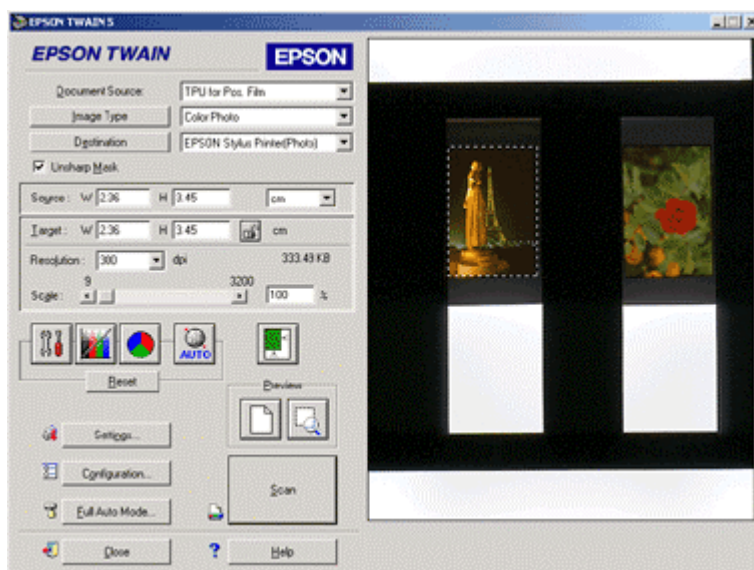 EPSON TWAIN 5
EPSON TWAIN
EPSON
Document Source: TPU for Pos. Film
Image Type Color Photo
Destination EPSON Stylus Printer(Photo)
Unsharp Mask
Source: W 2.36 H 3.45 cm
Target: W 2.36 H 3.45 cm
Resolution: 300 dpi 333.43 KB
9 3200
Scale: 100 %
AUTO
Reset
Preview
Settings...
Configuration...
Scan
Full Auto Mode...
Close
? Help